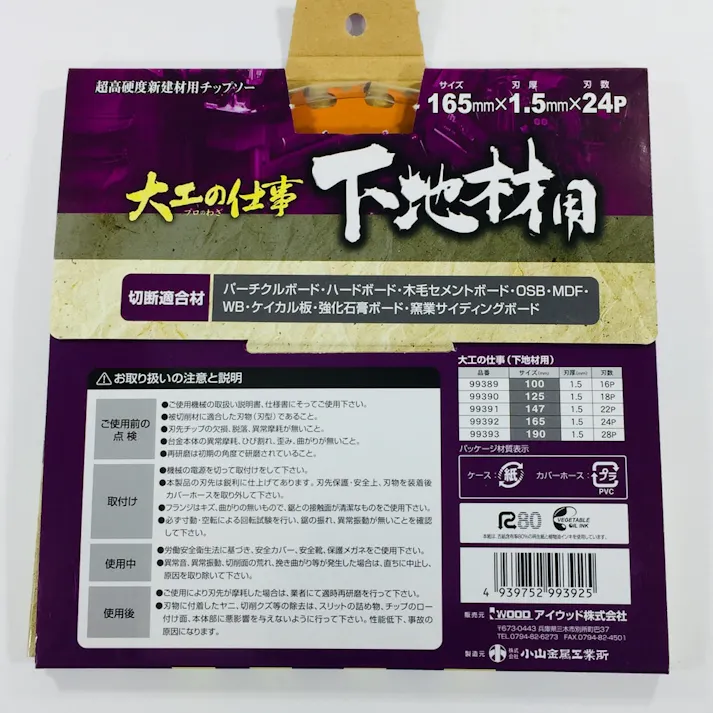 超高硬度新建材用チップソー
サイズ 刃厚 刃数
165mm×1.5mm×24P
大工の仕事 下地材用
プロのわざ
切断適合材
パーチクルボード・ハードボード・木毛セメントボード・OSB・MDF・
WB・ケイカル板・強化石膏ボード・窯業サイディングボード
お取り扱いの注意と説明
ご使用前の
点検
●ご使用機械の取扱い説明書、仕様書にそってご使用下さい。
●被切削材に適合した刃物(刃型)であること。
●刃先チップの欠損、脱落、異常摩耗が無いこと。
●台金本体の異常摩耗、ひび割れ、歪み、曲がりが無いこと。
●再研磨は初期の角度で研磨されていること。
取付け
●機械の電源を切って取付けをして下さい。
●本製品の刃先は鋭利に仕上げてあります。刃先保護・安全上、刃物を装着後
カバーホースを取り外して下さい。
●フランジはキズ、曲がりの無いもので、鋸との接触面が清潔なものをご使用下さい。
●必ず寸動・空転による回転試験を行い、鋸の振れ、異常振動が無いことを確認
して下さい。
使用中
●労働安全衛生法に基づき、安全カバー、安全靴、保護メガネをご使用下さい。
●異常音、異常振動、切削面の荒れ、挽き曲がり等が発生した場合は、直ちに中止し、
原因を取り除いて下さい。
使用後
●ご使用により刃先が摩耗した場合は、業者にて適時再研磨を行って下さい。
●刃物に付着したヤニ、切削クズ等の除去は、スリットの詰め物、チップのロー
付け面、本体部に悪影響を与えないように行って下さい。性能低下、事故の
原因になります。
大工の仕事(下地材用)
品番 サイズ(mm) 刃厚(mm) 刃数
99389 100 1.5 16P
99390 125 1.5 18P
99391 147 1.5 22P
99392 165 1.5 24P
99393 190 1.5 28P
パッケージ材質表示
ケース: 紙 カバーホース: プラ
PVC
R80 VEGETABLE
OIL INK
4 939752 993925
販売元 WOOD アイウッド株式会社
〒673-0443 兵庫県三木市別所町巴37
TEL.0794-82-6273 FAX.0794-82-4501
製造元 株式会社 小山金属工業所